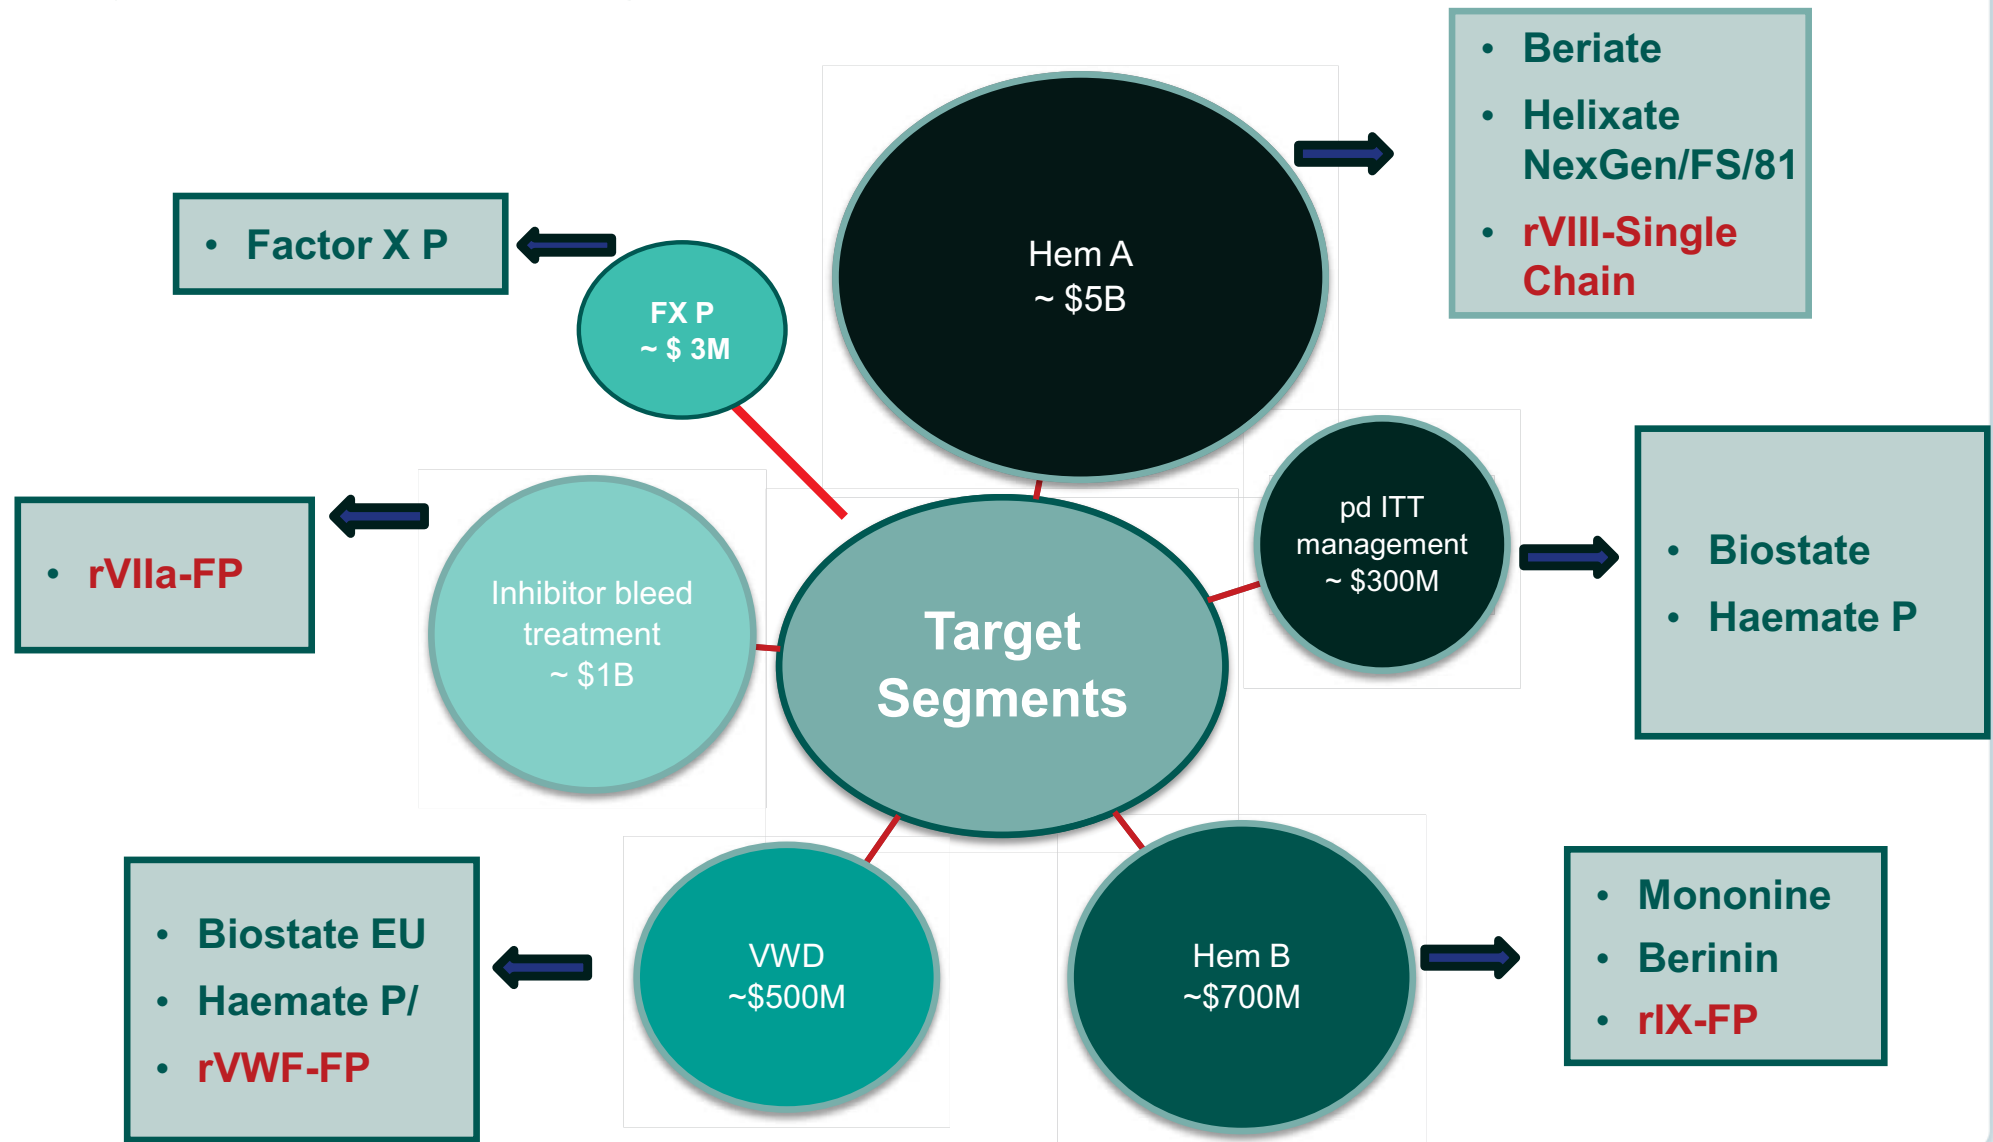 • Beriate
• Helixate
NexGen/FS/81
• rVIII-Single
Chain
Hem A
~ $5B
• Factor X P
FX P
~ $ 3M
pd ITT
management
~ $300M
• Biostate
• Haemate P
• rVIIa-FP
Inhibitor bleed
treatment
~ $1B
Target
Segments
• Biostate EU
• Haemate P/
• rVWF-FP
VWD
~$500M
Hem B
~$700M
• Mononine
• Berinin
• rIX-FP